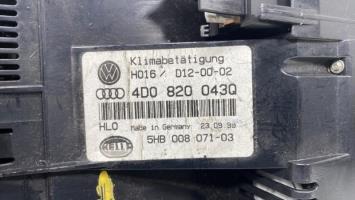 E
Klimabetätigung
H016/ D12-00-02
4D0 820 043Q
HLO made in Germany 23.09.98
HELLA 5HB 008 071-03